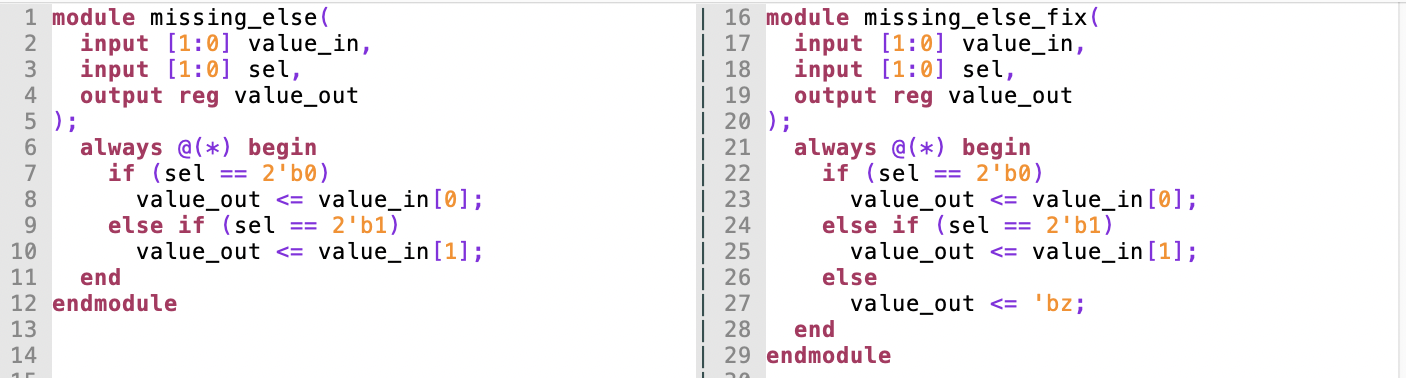 1 module missing_else(
2   input [1:0] value_in,
3   input [1:0] sel,
4   output reg value_out
5 );
6   always @(*) begin
7     if (sel == 2'b0)
8       value_out <= value_in[0];
9     else if (sel == 2'b1)
10       value_out <= value_in[1];
11   end
12 endmodule
13
14
15
16 module missing_else_fix(
17   input [1:0] value_in,
18   input [1:0] sel,
19   output reg value_out
20 );
21   always @(*) begin
22     if (sel == 2'b0)
23       value_out <= value_in[0];
24     else if (sel == 2'b1)
25       value_out <= value_in[1];
26     else
27       value_out <= 'bz;
28   end
29 endmodule
30